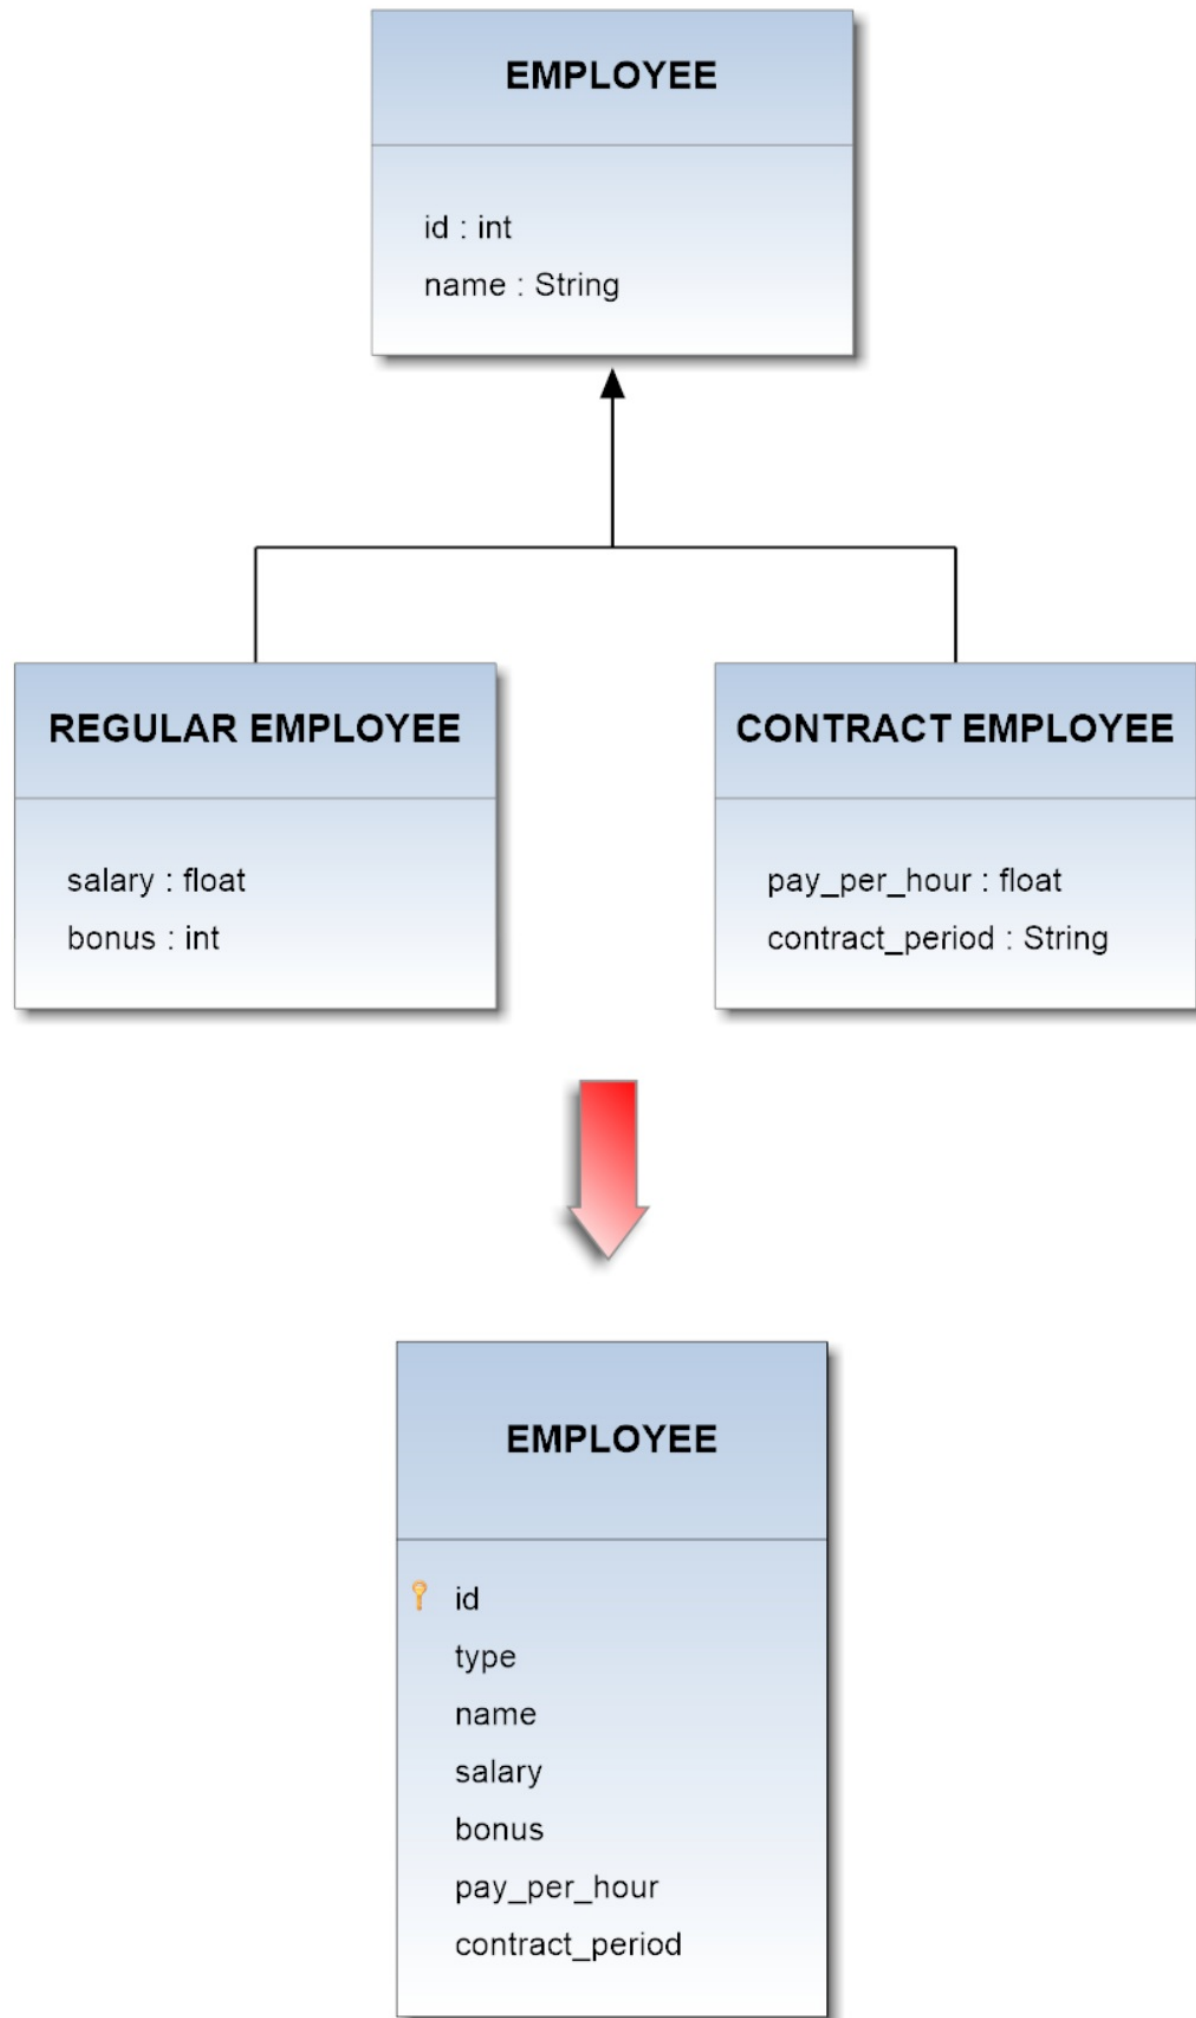 EMPLOYEE
id : int
name : String
REGULAR EMPLOYEE
salary : float
bonus : int
CONTRACT EMPLOYEE
pay_per_hour : float
contract_period : String
EMPLOYEE
id
type
name
salary
bonus
pay_per_hour
contract_period